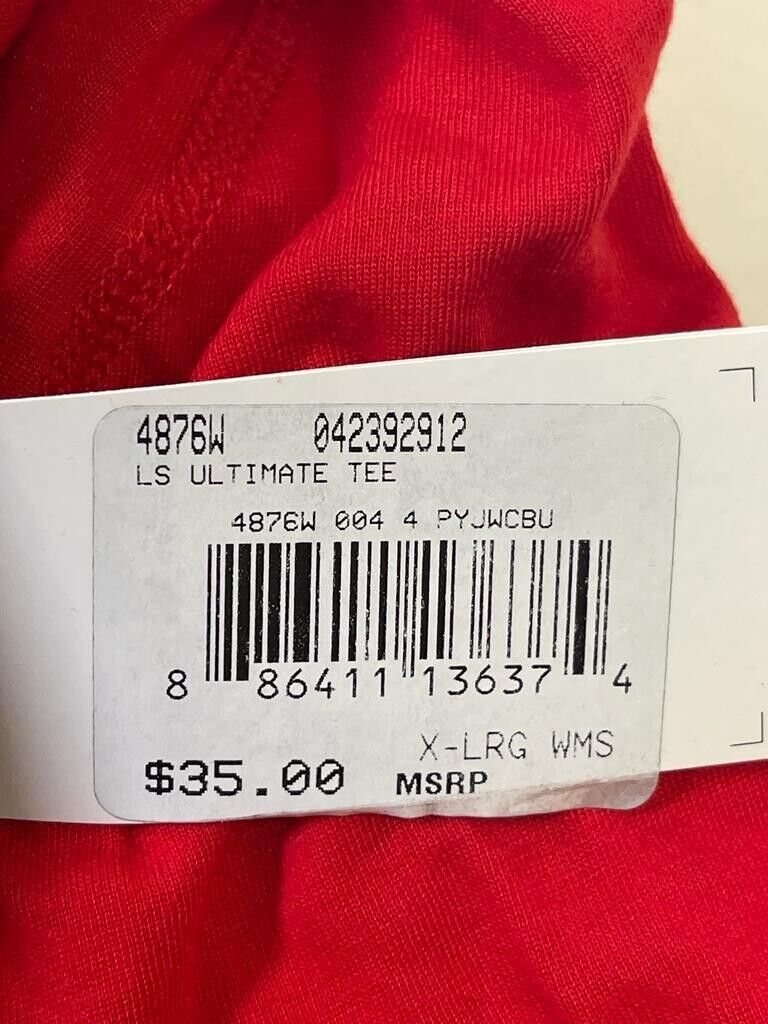 4876W 042392912
LS ULTIMATE TEE
4876W 004 4 PYJWCBU
8 86411 13637 4
X-LRG WMS
$35.00 MSRP